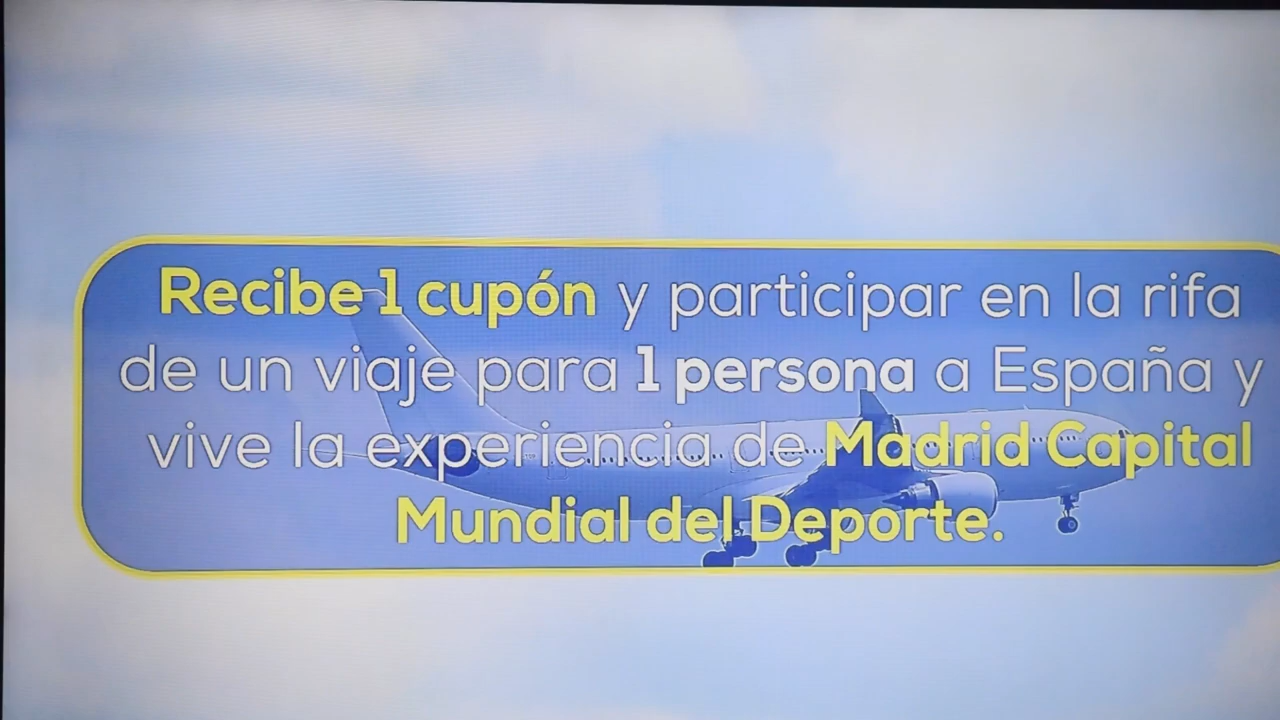 Recibe 1 cupón y participar en la rifa
de un viaje para 1 persona a España y
vive la experiencia de Madrid Capital
Mundial del Deporte.